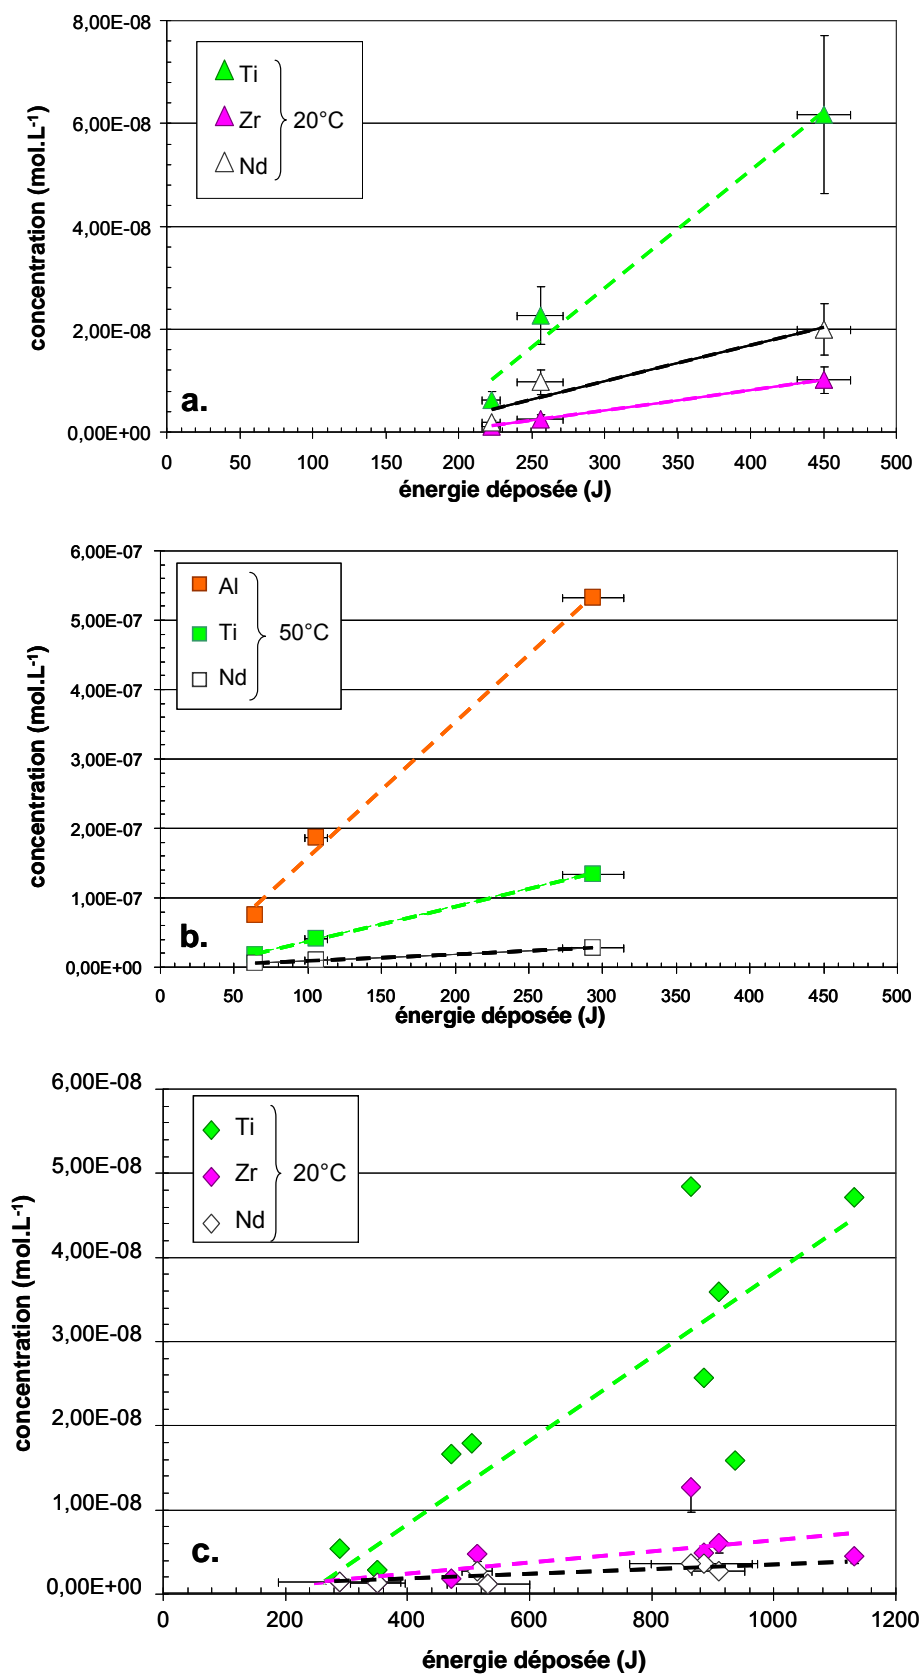 8,00E-08
6,00E-08
4,00E-08
2,00E-08
0,00E+00
concentration (mol.L-1)
Ti
Zr
Nd
20°C
a.
0 50 100 150 200 250 300 350 400 450 500
énergie déposée (J)
6,00E-07
5,00E-07
4,00E-07
3,00E-07
2,00E-07
1,00E-07
0,00E+00
concentration (mol.L-1)
Al
Ti
Nd
50°C
b.
0 50 100 150 200 250 300 350 400 450 500
énergie déposée (J)
6,00E-08
5,00E-08
4,00E-08
3,00E-08
2,00E-08
1,00E-08
0,00E+00
concentration (mol.L-1)
Ti
Zr
Nd
20°C
c.
0 200 400 600 800 1000 1200
énergie déposée (J)